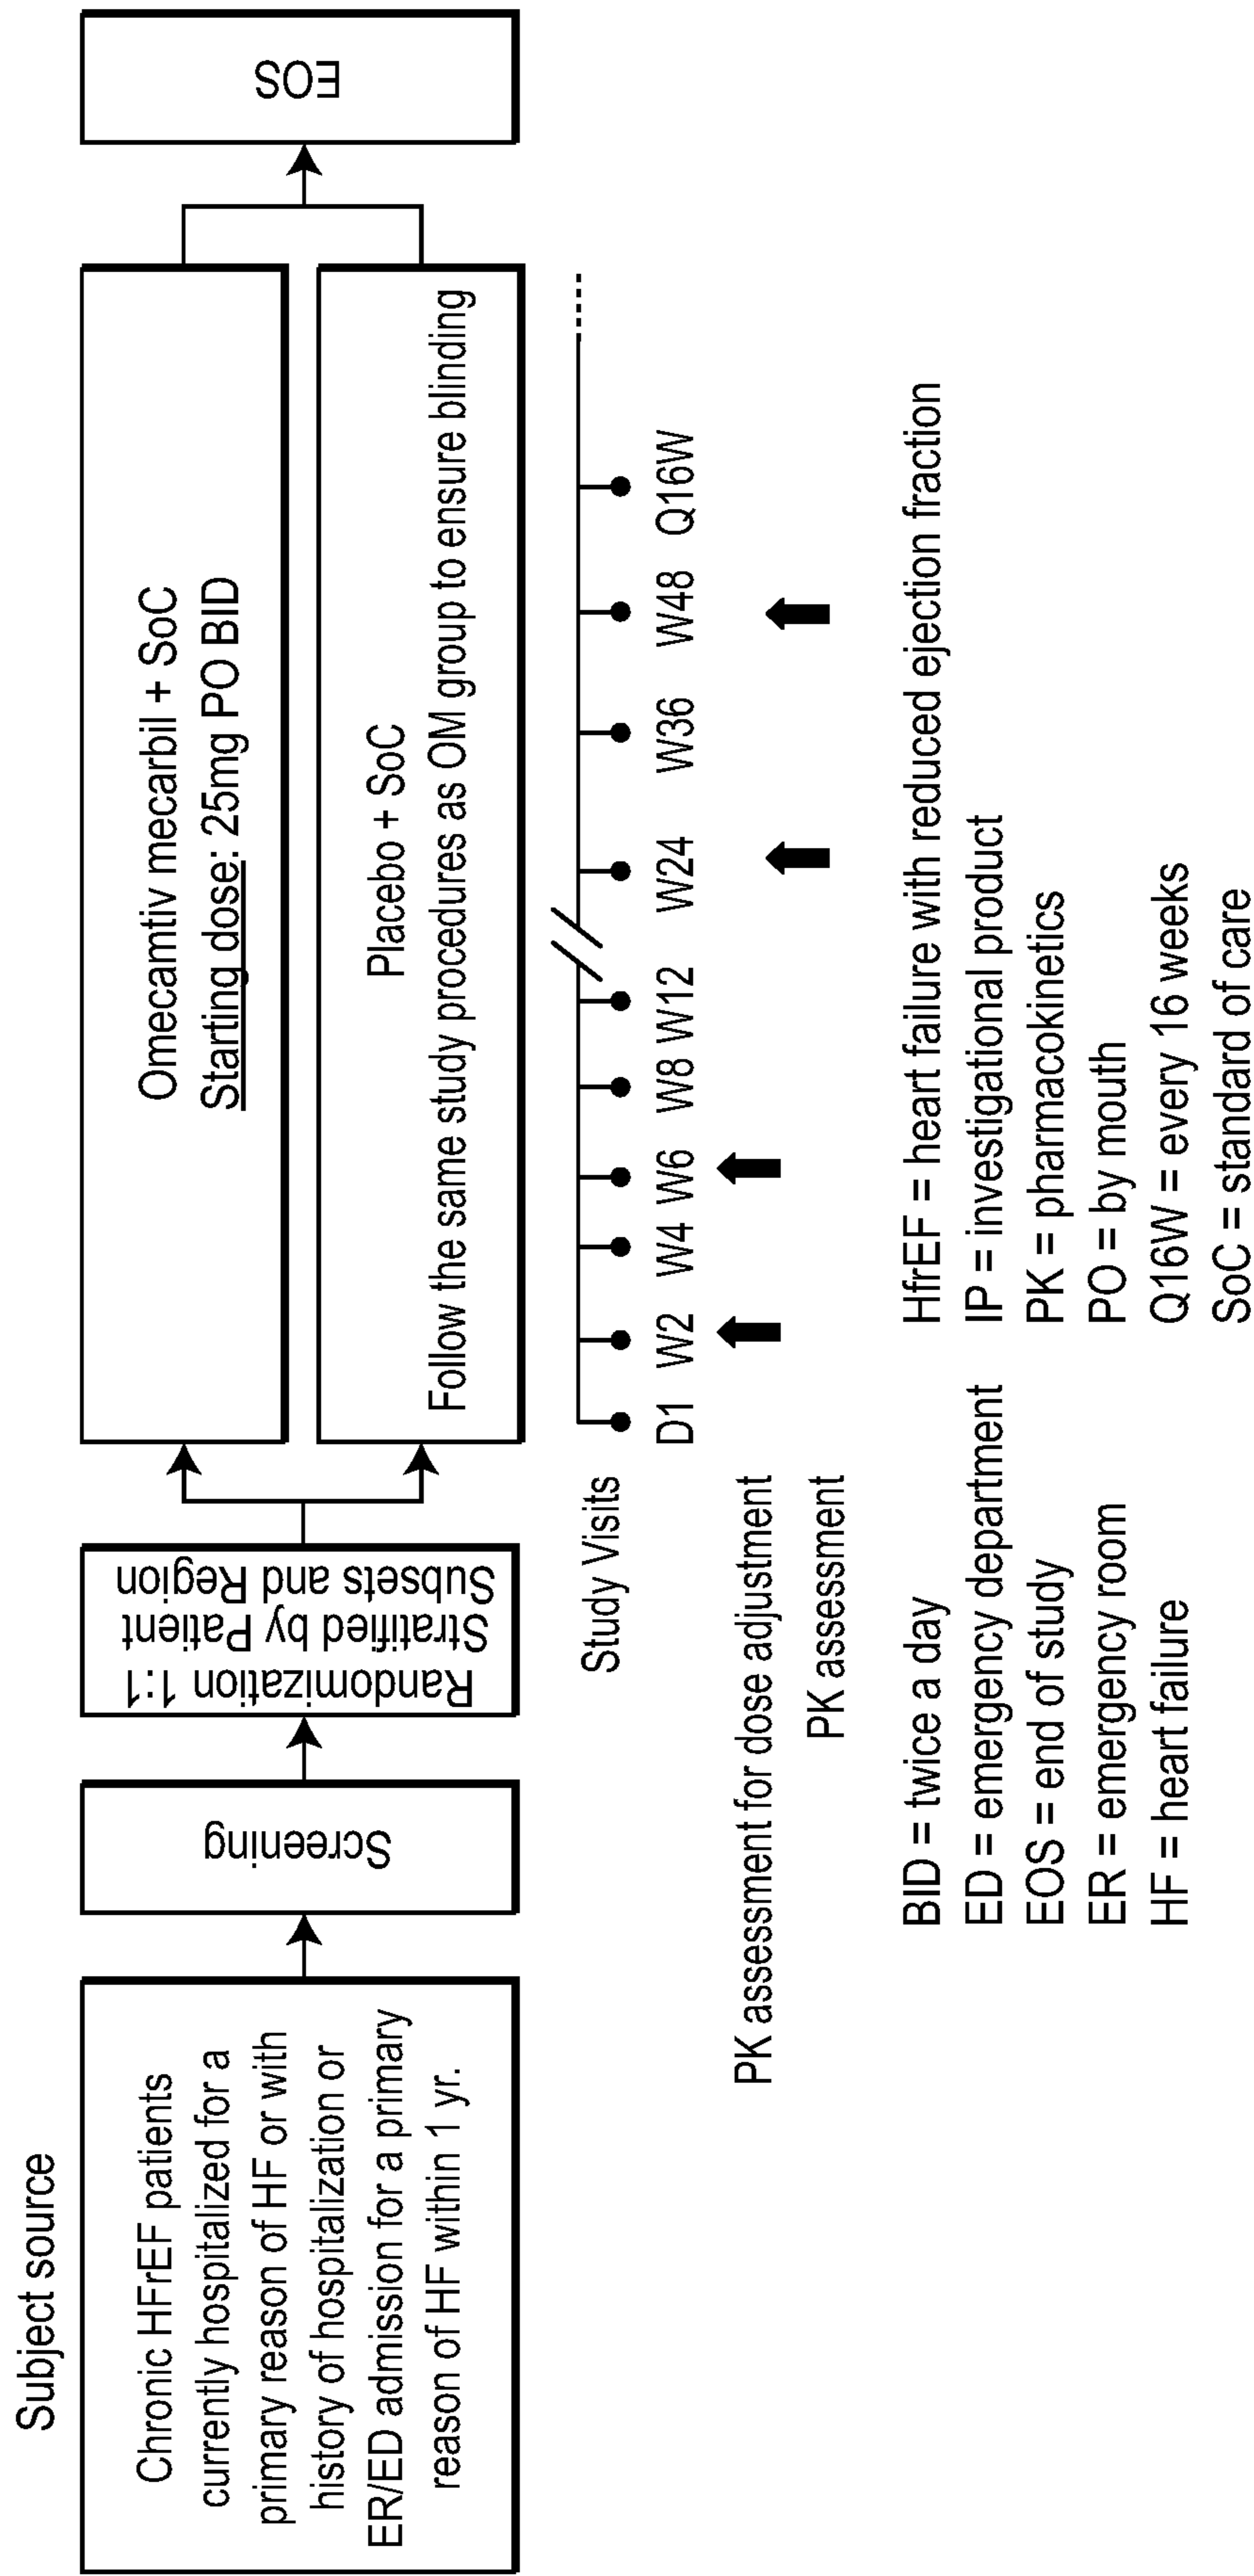 Subject source
Chronic HFrEF patients
currently hospitalized for a
primary reason of HF or with
history of hospitalization or
ER/ED admission for a primary
reason of HF within 1 yr.
Screening
Randomization 1:1
Stratified by Patient
Subsets and Region
Omecamtiv mecarbil + SoC
Starting dose: 25mg PO BID
Placebo + SoC
Follow the same study procedures as OM group to ensure blinding
EOS
Study Visits
D1 W2 W4 W6 W8 W12 W24 W36 W48 Q16W
PK assessment for dose adjustment
PK assessment
BID = twice a day
ED = emergency department
EOS = end of study
ER = emergency room
HF = heart failure
HfrEF = heart failure with reduced ejection fraction
IP = investigational product
PK = pharmacokinetics
PO = by mouth
Q16W = every 16 weeks
SoC = standard of care